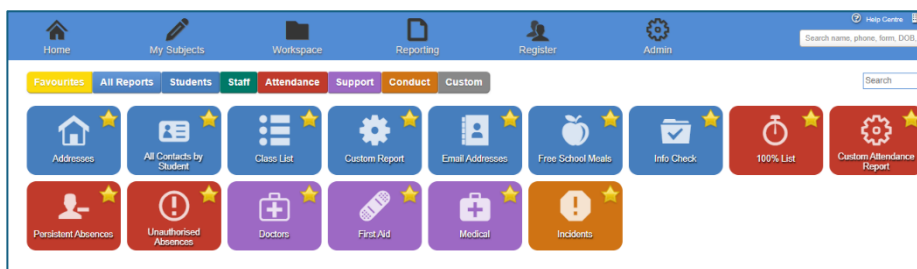 Help Centre
Home My Subjects Workspace Reporting Register Admin
Search name, phone, form, DOB,
Favourites All Reports Students Staff Attendance Support Conduct Custom
Search
Addresses
All Contacts by
Student
Class List
Custom Report
Email Addresses
Free School Meals
Info Check
100% List
Custom Attendance
Report
Persistent Absences
Unauthorised
Absences
Doctors
First Aid
Medical
Incidents